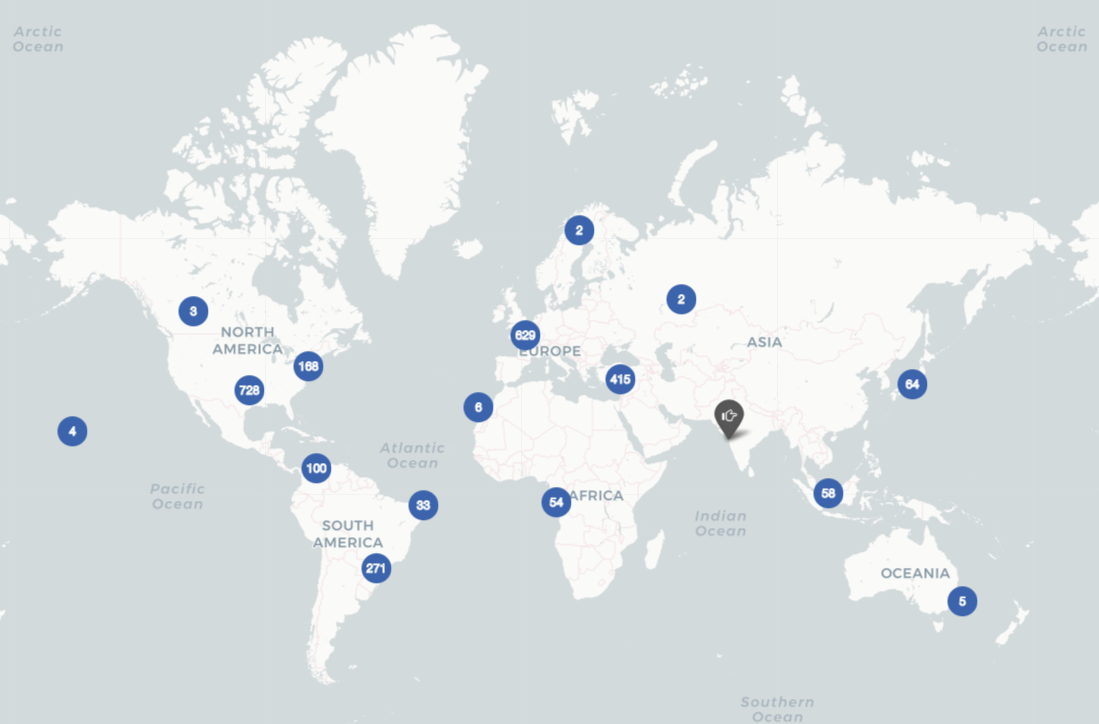 Arctic
Ocean
Arctic
Ocean
2
2
3
NORTH
AMERICA
629
EUROPE
ASIA
168
415
64
728
6
4
Atlantic
Ocean
100
Pacific
Ocean
33
54
AFRICA
58
Indian
Ocean
SOUTH
AMERICA
271
OCEANIA
5
Southern
Ocean